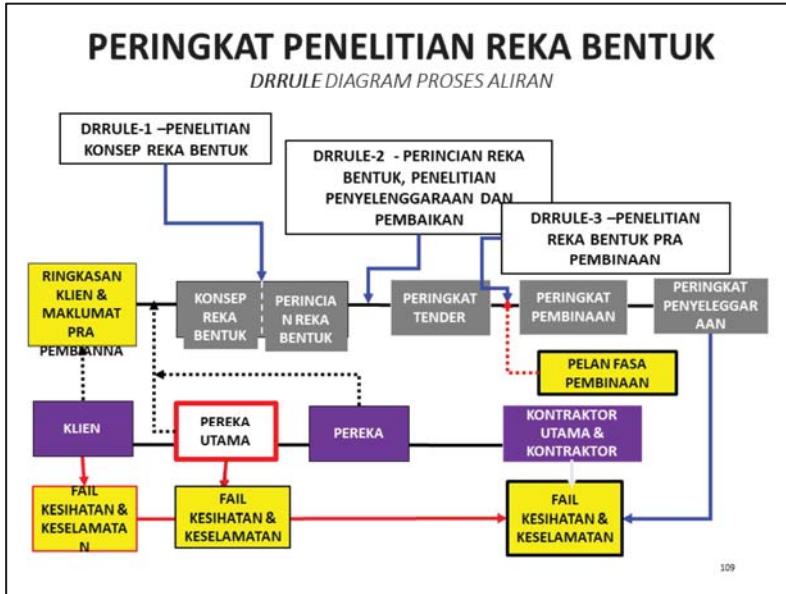 PERINGKAT PENELITIAN REKA BENTUK
DRRULE DIAGRAM PROSES ALIRAN
DRRULE-1 –PENELITIAN
KONSEP REKA BENTUK
DRRULE-2 - PERINCIAN REKA
BENTUK, PENELITIAN
PENYELENGGARAAN DAN
PEMBAIKAN
DRRULE-3 –PENELITIAN
REKA BENTUK PRA
PEMBINAAN
RINGKASAN
KLIEN &
MAKLUMAT
PRA
PEMBIANNA
KONSEP
REKA
BENTUK
PERINCIA
N REKA
BENTUK
PERINGKAT
TENDER
PERINGKAT
PEMBINAAN
PERINGKAT
PENYELEGGAR
AAN
PELAN FASA
PEMBINAAN
KLIEN
PEREKA
UTAMA
PEREKA
KONTRAKTOR
UTAMA &
KONTRAKTOR
FAIL
KESIHATAN &
KESELAMATA
N
FAIL
KESIHATAN &
KESELAMATAN
FAIL
KESIHATAN &
KESELAMATAN
109